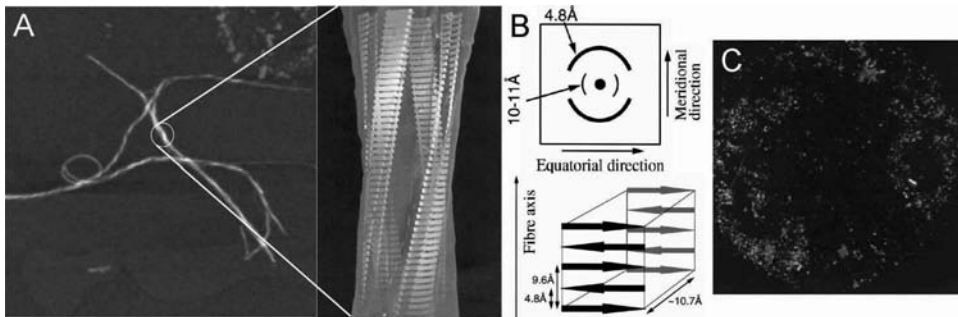 A
B
4.8Å
10-11Å
Meridional
direction
Equatorial direction
Fibre axis
9.6Å
4.8Å
~10.7Å
C